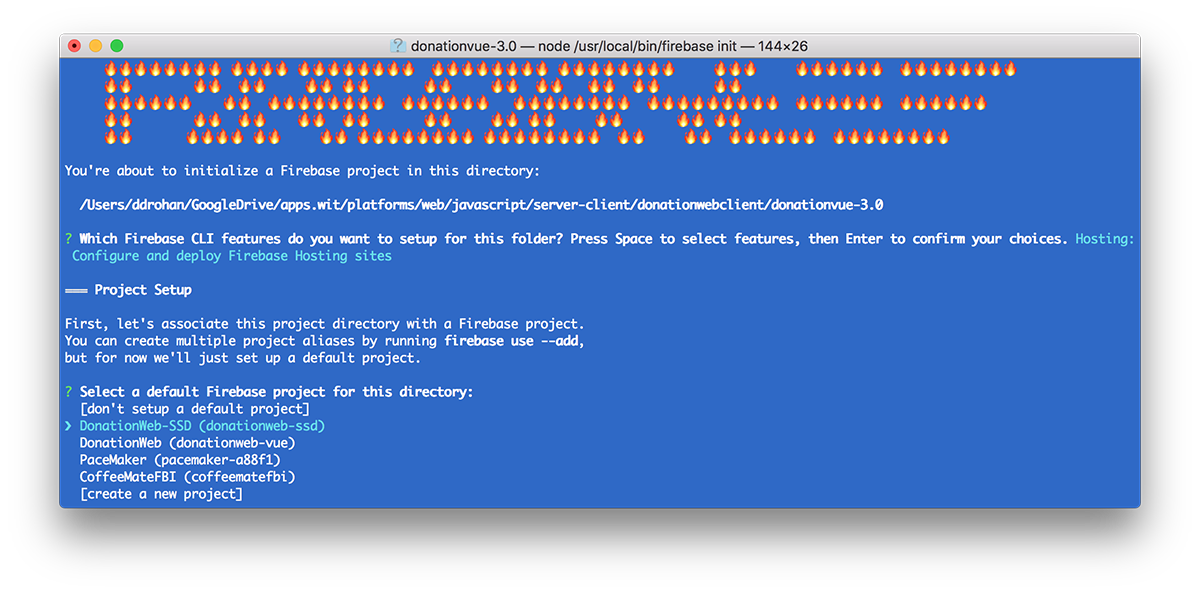 donationvue-3.0 — node /usr/local/bin/firebase init — 144×26
You're about to initialize a Firebase project in this directory:
/Users/ddrohan/GoogleDrive/apps.wit/platforms/web/javascript/server-client/donationwebclient/donationvue-3.0
? Which Firebase CLI features do you want to setup for this folder? Press Space to select features, then Enter to confirm your choices. Hosting:
Configure and deploy Firebase Hosting sites
=== Project Setup
First, let's associate this project directory with a Firebase project.
You can create multiple project aliases by running firebase use --add,
but for now we'll just set up a default project.
? Select a default Firebase project for this directory:
[don't setup a default project]
❯ DonationWeb-SSD (donationweb-ssd)
DonationWeb (donationweb-vue)
PaceMaker (pacemaker-a88f1)
CoffeeMateFBI (coffeematefbi)
[create a new project]